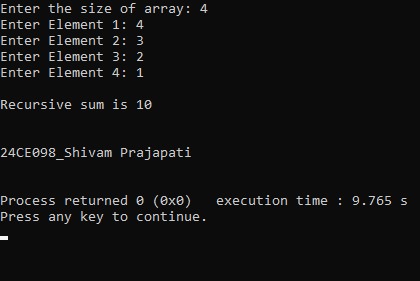 Enter the size of array: 4
Enter Element 1: 4
Enter Element 2: 3
Enter Element 3: 2
Enter Element 4: 1
Recursive sum is 10
24CE098_Shivam Prajapati
Process returned 0 (0x0)   execution time : 9.765 s
Press any key to continue.